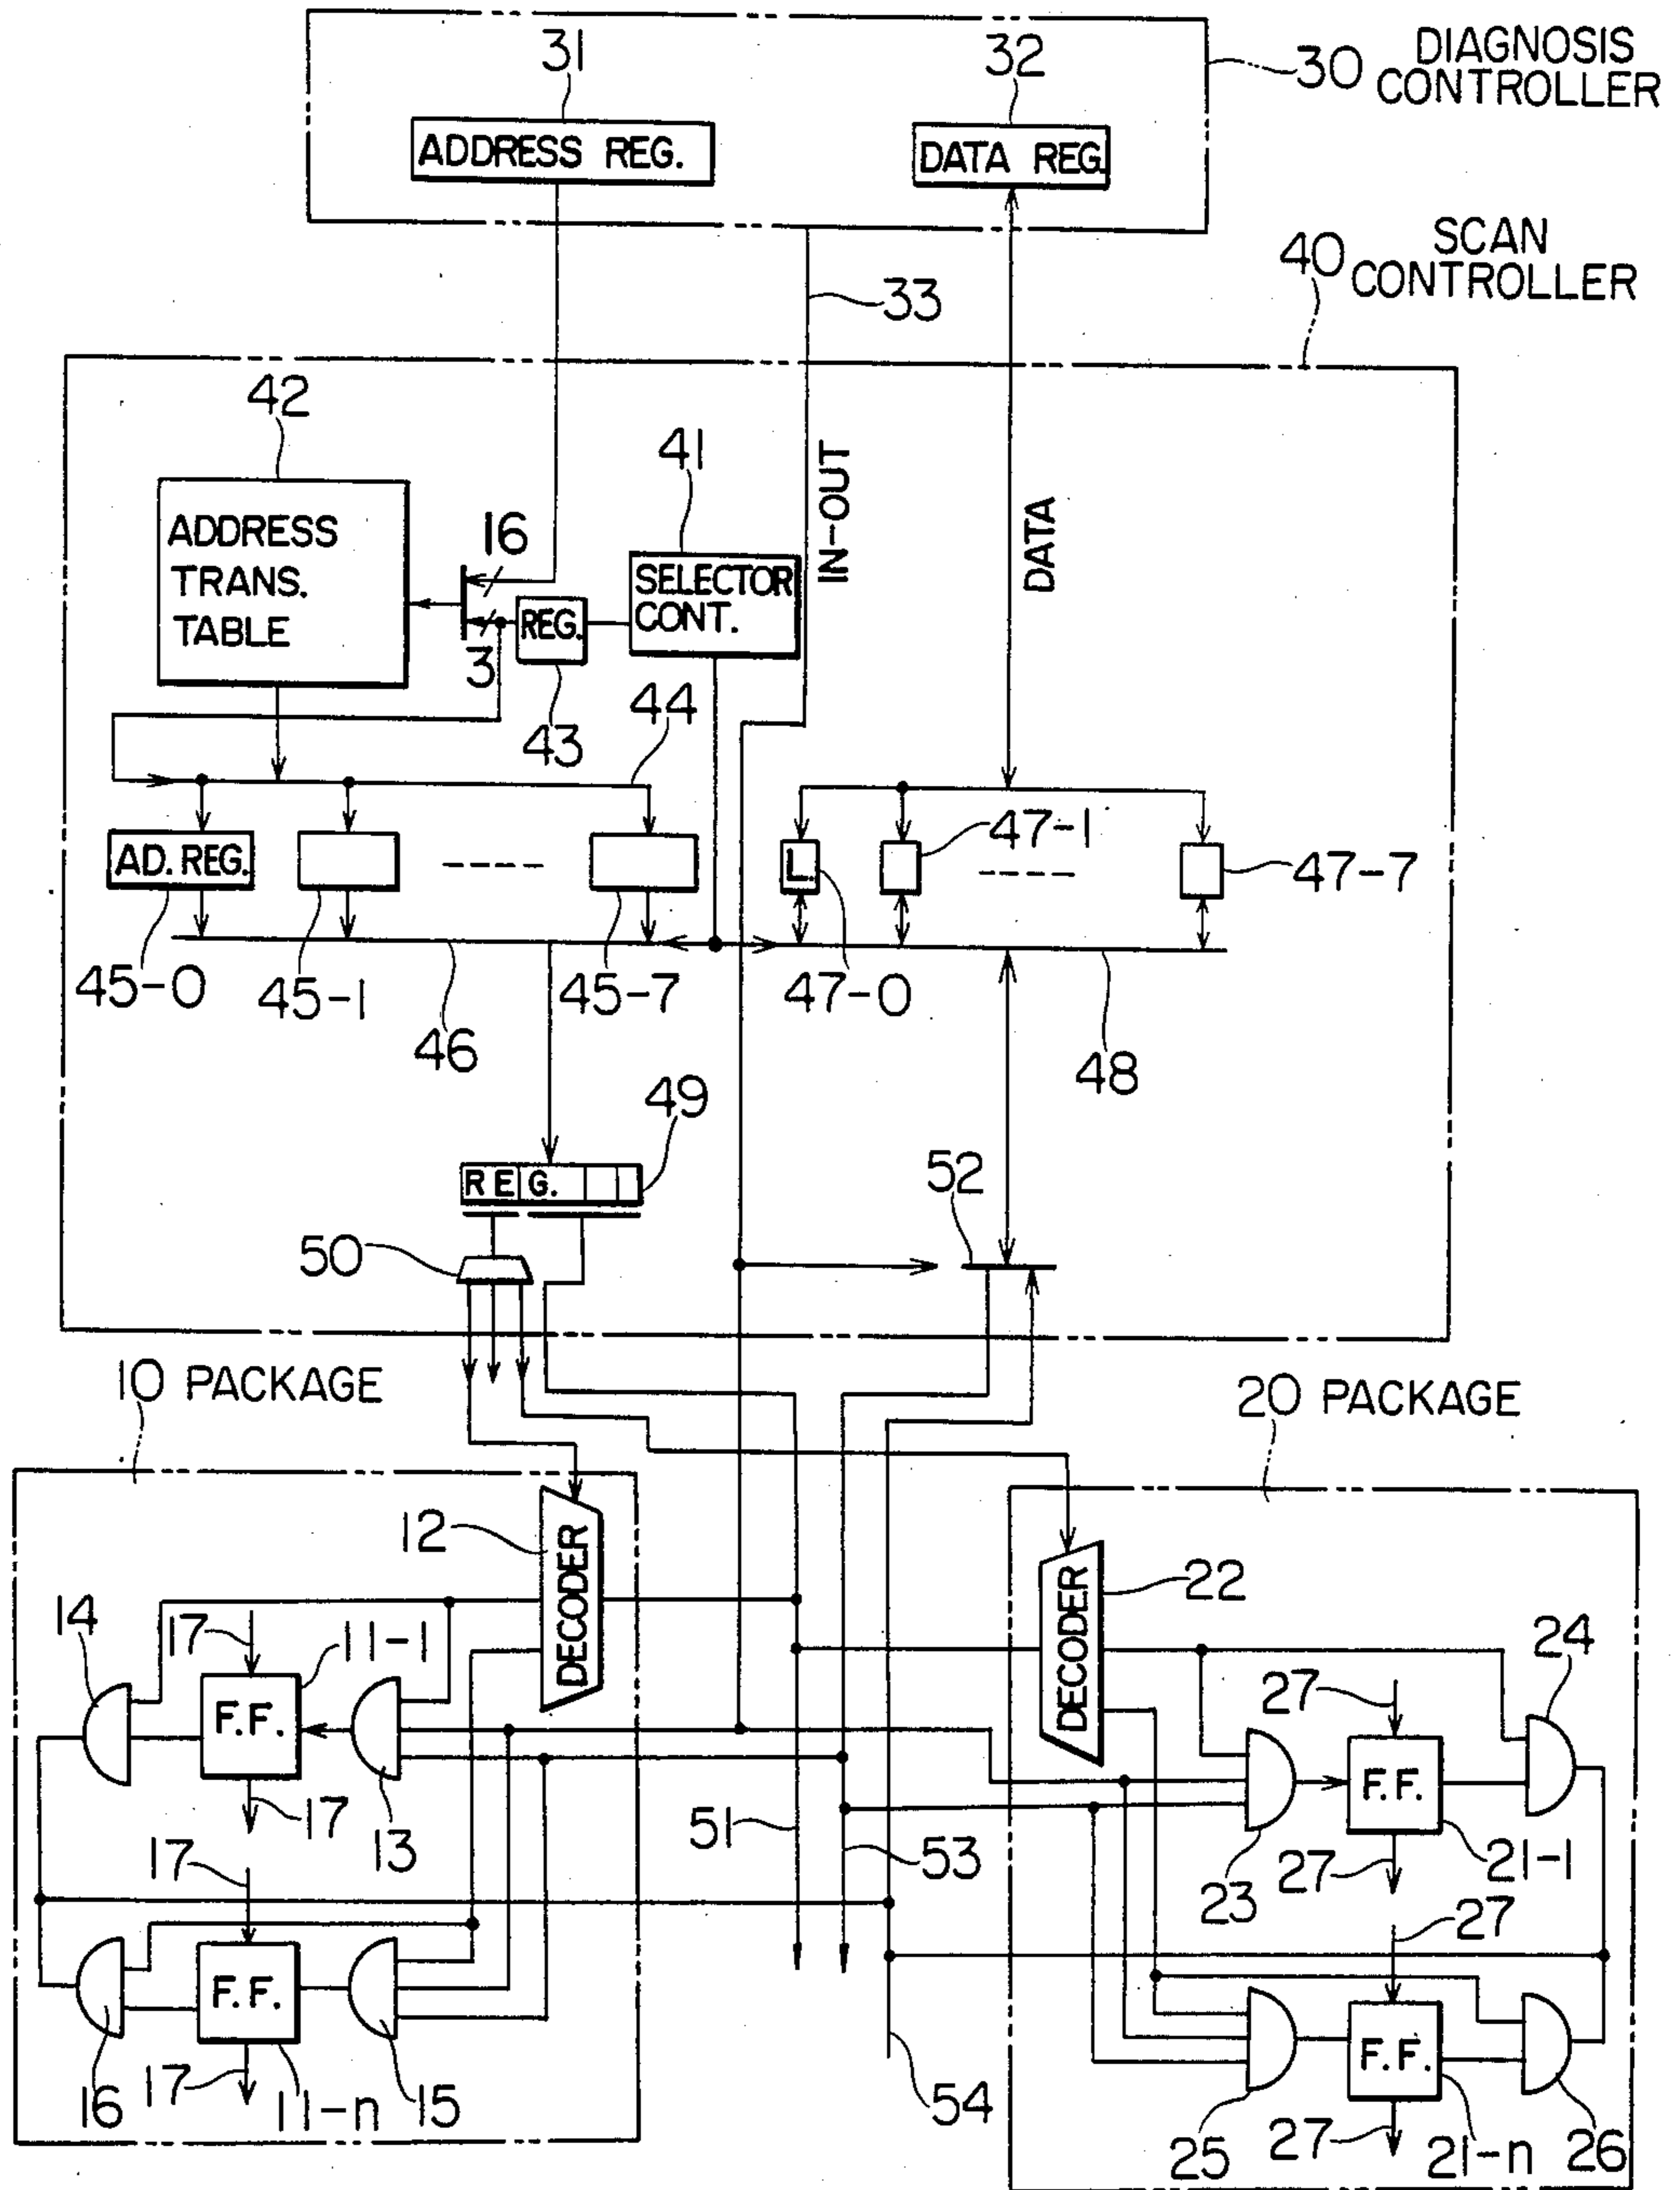 31
32
30 DIAGNOSIS
CONTROLLER
ADDRESS REG.
DATA REG.
33
40 SCAN
CONTROLLER
42
41
IN-OUT
DATA
ADDRESS
TRANS.
TABLE
16
3
REG.
SELECTOR
CONT.
43
44
AD. REG.
L.
47-1
47-7
45-0
45-1
45-7
47-0
46
48
49
REG.
50
52
10 PACKAGE
20 PACKAGE
12
DECODER
22
DECODER
14
17
11-1
F.F.
24
27
F.F.
17
13
51
53
23
27
21-1
17
27
F.F.
F.F.
16
17
11-n
15
54
25
27
21-n
26